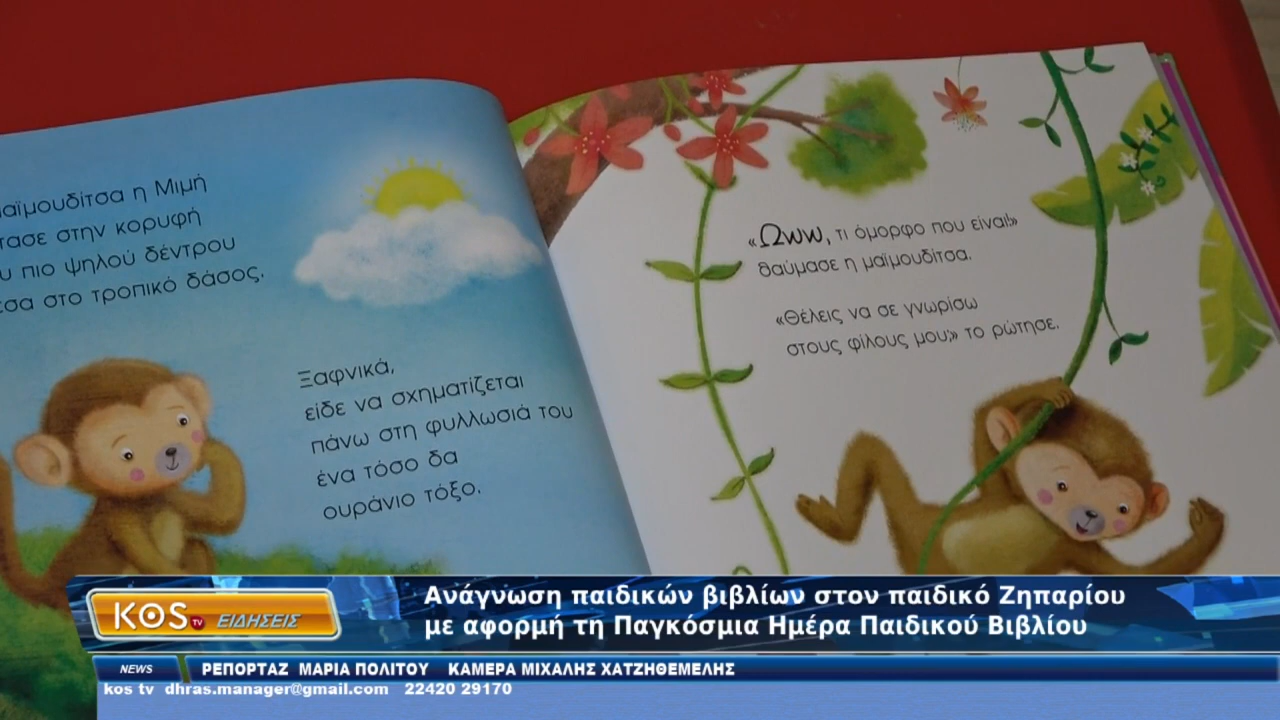 η Μιμή
στην κορυφή
πιο ψηλού δέντρου
στο τροπικό δάσος.
Ξαφνικά,
είδε να σχηματίζεται
πάνω στη φυλλωσιά του
ένα τόσο δα
ουράνιο τόξο.
«Ωωω, τι όμορφο που είναι!»
θαύμασε η μαϊμουδίτσα.
«Θέλεις να σε γνωρίσω
στους φίλους μου;» το ρώτησε.
KOS TV ΕΙΔΗΣΕΙΣ
Ανάγνωση παιδικών βιβλίων στον παιδικό Ζηπαρίου
με αφορμή τη Παγκόσμια Ημέρα Παιδικού Βιβλίου
NEWS ΡΕΠΟΡΤΑΖ ΜΑΡΙΑ ΠΟΛΙΤΟΥ ΚΑΜΕΡΑ ΜΙΧΑΛΗΣ ΧΑΤΖΗΘΕΜΕΛΗΣ
kos tv dhras.manager@gmail.com 22420 29170